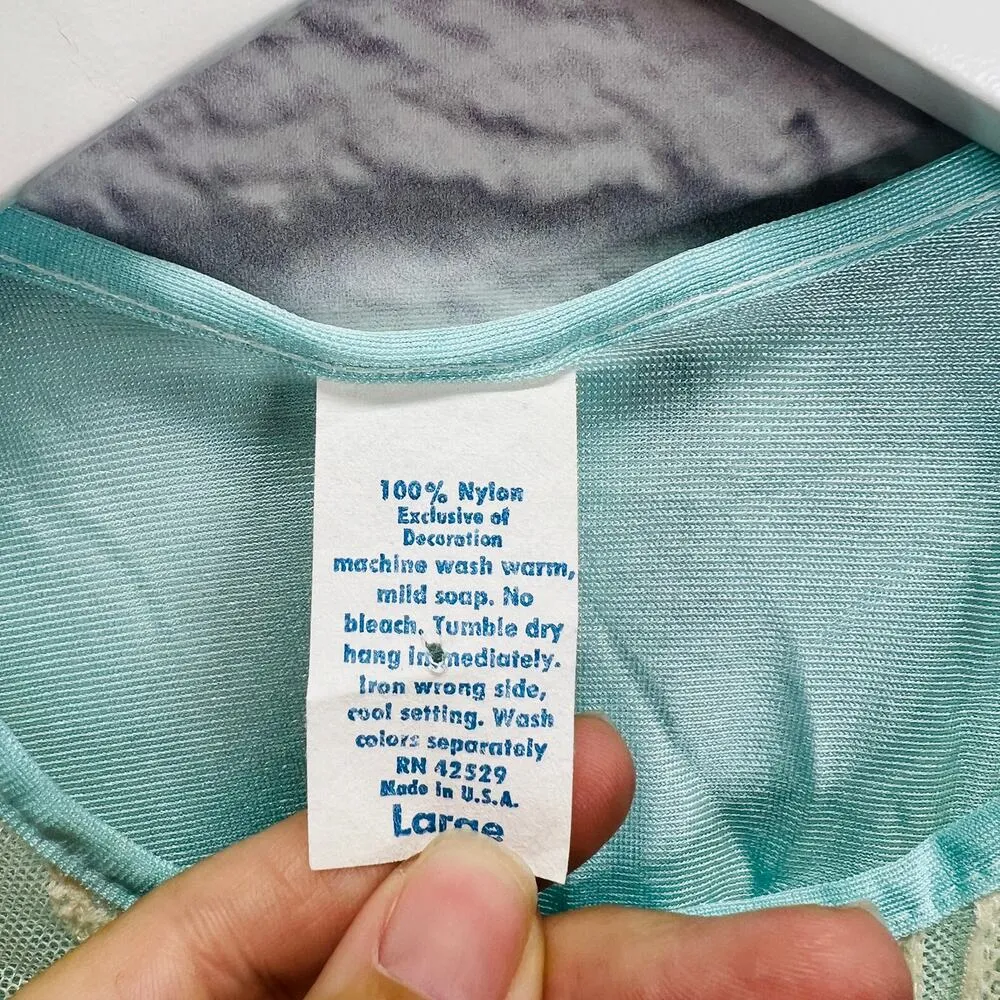 100% Nylon
Exclusive of
Decoration
machine wash warm,
mild soap. No
bleach. Tumble dry
hang immediately.
Iron wrong side,
cool setting. Wash
colors separately
RN 42529
Made in U.S.A.
Large